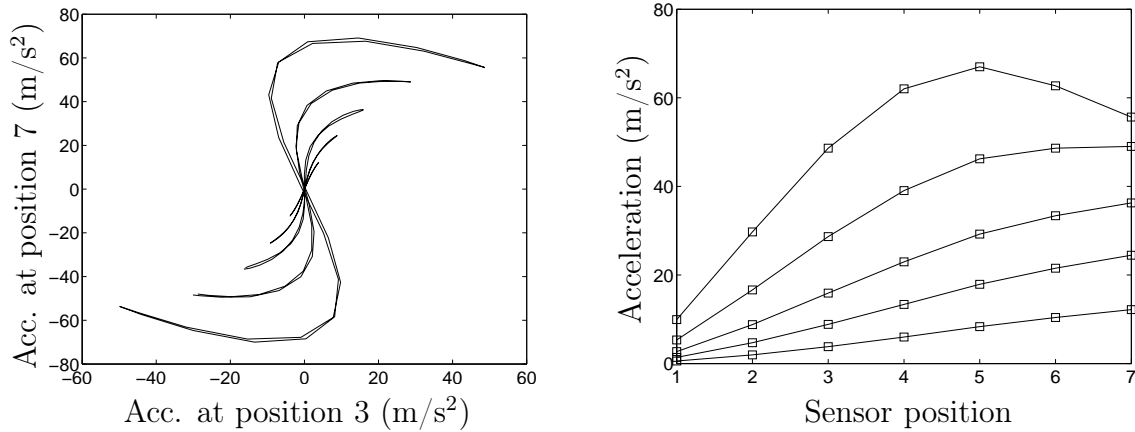 80
60
40
20
0
−20
−40
−60
−80
−60 −40 −20 0 20 40 60
Acc. at position 3 (m/s²)
Acc. at position 7 (m/s²)
80
60
40
20
0
1 2 3 4 5 6 7
Sensor position
Acceleration (m/s²)